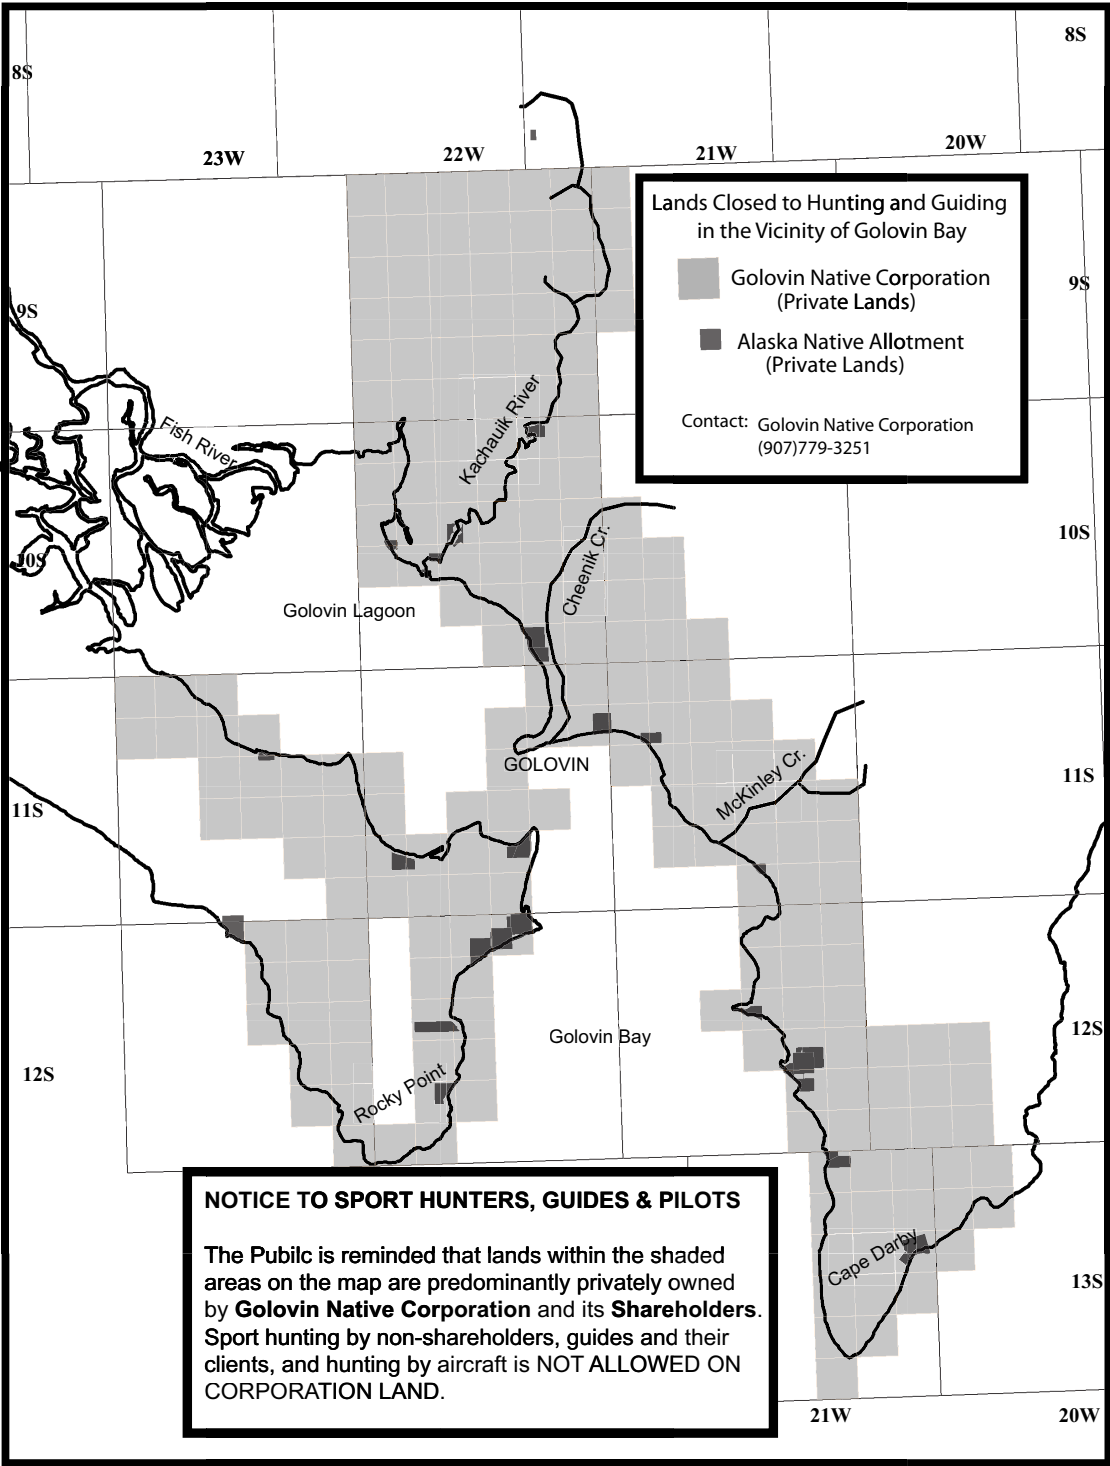 8S
8S
23W
22W
21W
20W
Lands Closed to Hunting and Guiding
in the Vicinity of Golovin Bay
Golovin Native Corporation
(Private Lands)
Alaska Native Allotment
(Private Lands)
Contact: Golovin Native Corporation
(907)779-3251
9S
9S
Fish River
Kachauik River
Cheenik Cr.
10S
10S
Golovin Lagoon
GOLOVIN
McKinley Cr.
11S
11S
Golovin Bay
12S
12S
Rocky Point
Cape Darby
13S
21W
20W
NOTICE TO SPORT HUNTERS, GUIDES & PILOTS
The Pubilc is reminded that lands within the shaded
areas on the map are predominantly privately owned
by Golovin Native Corporation and its Shareholders.
Sport hunting by non-shareholders, guides and their
clients, and hunting by aircraft is NOT ALLOWED ON
CORPORATION LAND.